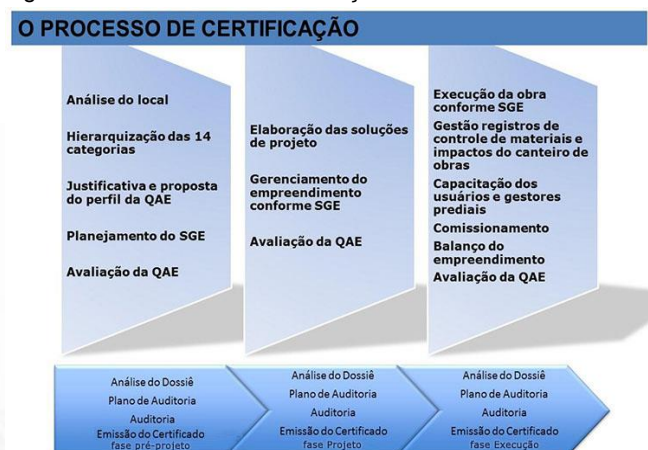 O PROCESSO DE CERTIFICAÇÃO
Análise do local
Hierarquização das 14
categorias
Justificativa e proposta
do perfil da QAE
Planejamento do SGE
Avaliação da QAE
Elaboração das soluções
de projeto
Gerenciamento do
empreendimento
conforme SGE
Avaliação da QAE
Execução da obra
conforme SGE
Gestão registros de
controle de materiais e
impactos do canteiro de
obras
Capacitação dos
usuários e gestores
prediais
Comissionamento
Balanço do
empreendimento
Avaliação da QAE
Análise do Dossiê
Plano de Auditoria
Auditoria
Emissão do Certificado
fase pré-projeto
Análise do Dossiê
Plano de Auditoria
Auditoria
Emissão do Certificado
fase Projeto
Análise do Dossiê
Plano de Auditoria
Auditoria
Emissão do Certificado
fase Execução